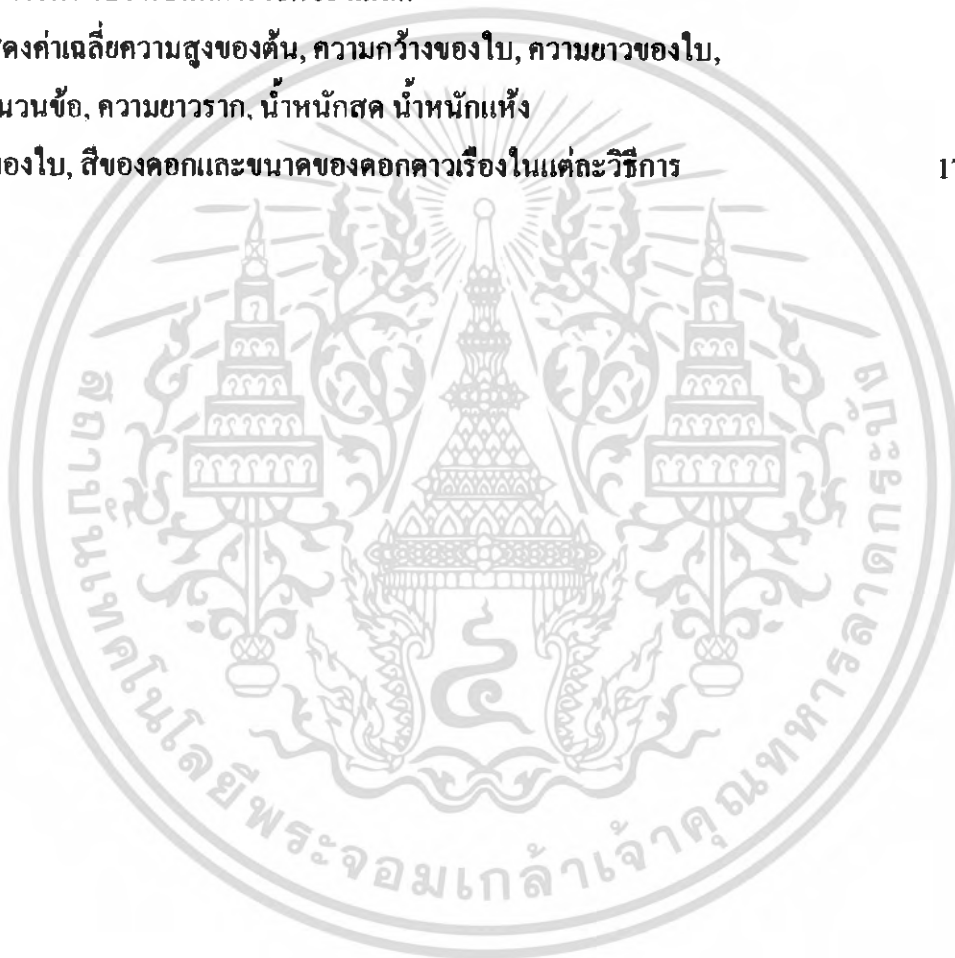 แสดงค่าเฉลี่ยความสูงของต้น, ความกว้างของใบ, ความยาวของใบ,
จำนวนข้อ, ความยาวราก, น้ำหนักสด น้ำหนักแห้ง
ของใบ, สีของดอกและขนาดของดอกดาวเรืองในแต่ละวิธีการ 17
สถาบันเทคโนโลยีพระจอมเกล้าเจ้าคุณทหารลาดกระบัง